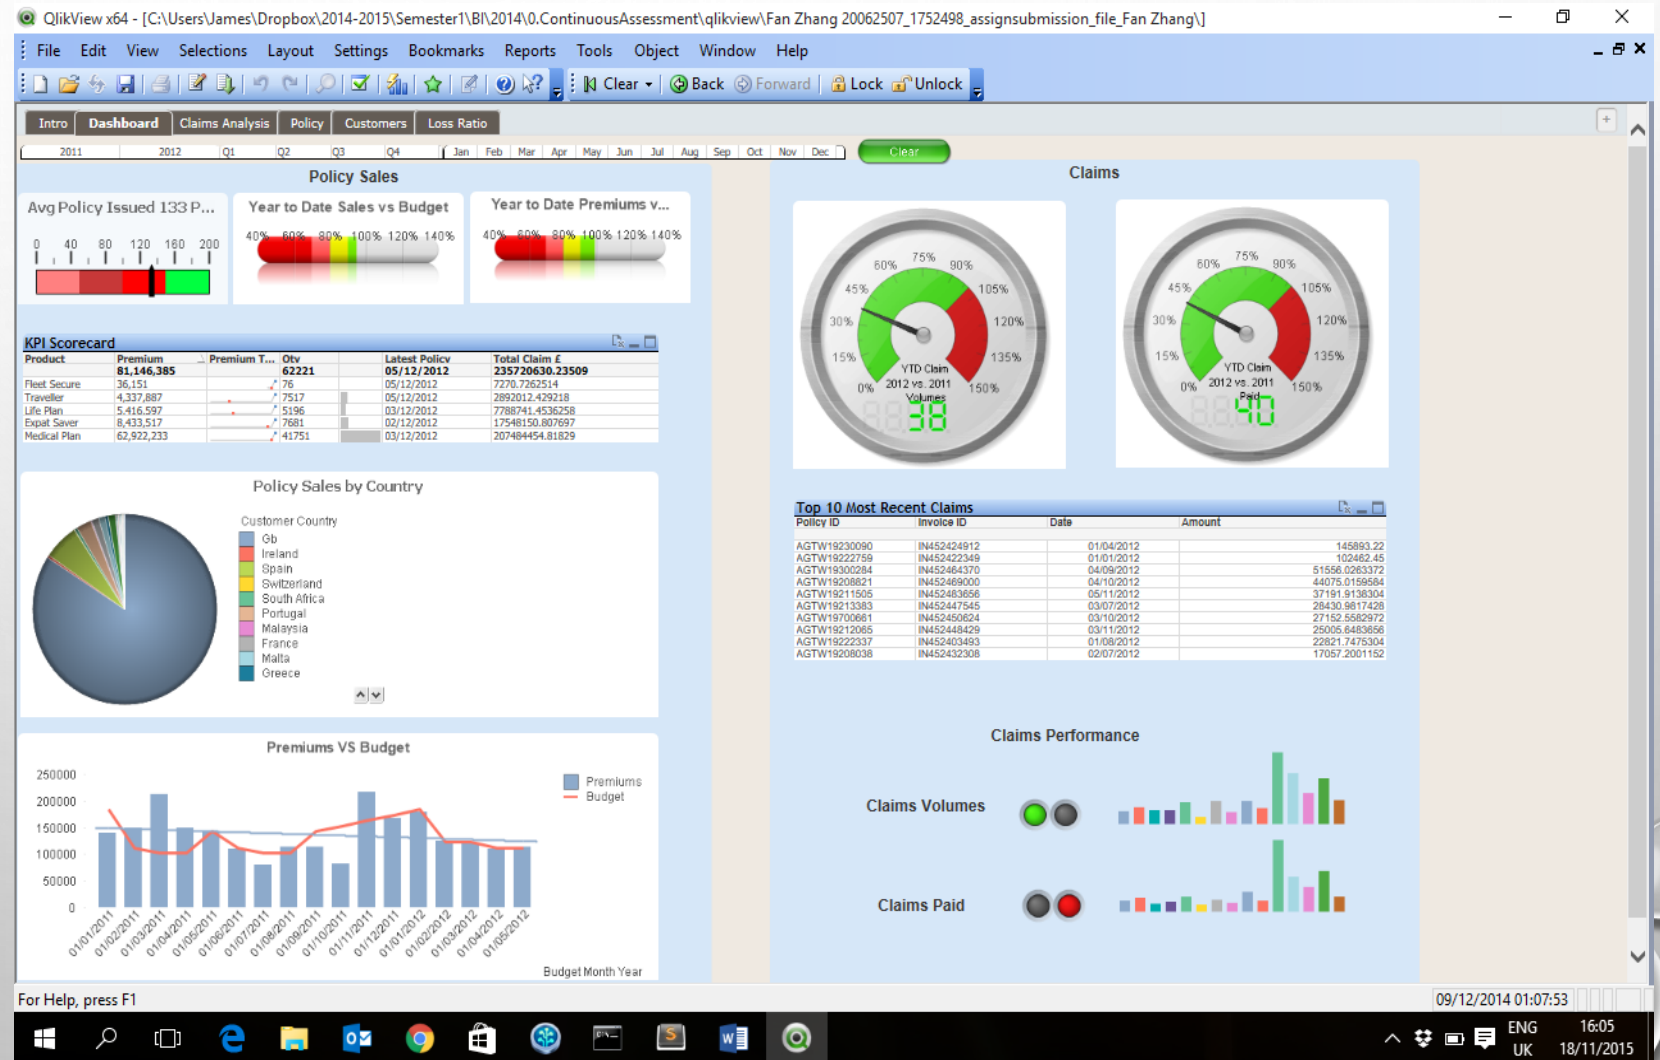 QlikView x64 - [C:\Users\James\Dropbox\2014-2015\Semester1\BI\2014\0.ContinuousAssessment\qlikview\Fan Zhang 20062507_1752498_assignsubmission_file_Fan Zhang\]
File Edit View Selections Layout Settings Bookmarks Reports Tools Object Window Help
Clear Back Forward Lock Unlock
Intro Dashboard Claims Analysis Policy Customers Loss Ratio
2011 2012 Q1 Q2 Q3 Q4 Jan Feb Mar Apr May Jun Jul Aug Sep Oct Nov Dec Clear
Policy Sales
Avg Policy Issued 133 P...
0 40 80 120 160 200
Year to Date Sales vs Budget
40% 60% 80% 100% 120% 140%
Year to Date Premiums v...
40% 60% 80% 100% 120% 140%
KPI Scorecard
Product Premium Premium T... Qty Latest Policy Total Claim £
81,146,385 62221 05/12/2012 235720630.23509
Fleet Secure 36,151 76 05/12/2012 7270.7262514
Traveller 4,337,887 7517 05/12/2012 2892012.429218
Life Plan 5,416,597 5196 03/12/2012 7788741.4536258
Expat Saver 8,433,517 7681 02/12/2012 17548150.807697
Medical Plan 62,922,233 41751 03/12/2012 207484454.81829
Policy Sales by Country
Customer Country
Gb
Ireland
Spain
Switzerland
South Africa
Portugal
Malaysia
France
Malta
Greece
Premiums VS Budget
250000
200000
150000
100000
50000
0
Premiums
Budget
01/01/2011 01/02/2011 01/03/2011 01/04/2011 01/05/2011 01/06/2011 01/07/2011 01/08/2011 01/09/2011 01/10/2011 01/11/2011 01/12/2011 01/01/2012 01/02/2012 01/03/2012 01/04/2012 01/05/2012
Budget Month Year
Claims
0% 15% 30% 45% 60% 75% 90% 105% 120% 135% 150%
YTD Claim
2012 vs. 2011
Volumes
38
0% 15% 30% 45% 60% 75% 90% 105% 120% 135% 150%
YTD Claim
2012 vs. 2011
Paid
40
Top 10 Most Recent Claims
Policy ID Invoice ID Date Amount
AGTW19230090 IN452424912 01/04/2012 145893.22
AGTW19222759 IN452422349 01/01/2012 102462.45
AGTW19300284 IN452464370 04/09/2012 51556.0263372
AGTW19208821 IN452469000 04/10/2012 44075.0159584
AGTW19211505 IN452483656 05/11/2012 37191.9138304
AGTW19213383 IN452447545 03/07/2012 28430.9817428
AGTW19700661 IN452450624 03/10/2012 27152.5582972
AGTW19212065 IN452448429 03/11/2012 25005.6483656
AGTW19222337 IN452403493 01/08/2012 22821.7475304
AGTW19208038 IN452432308 02/07/2012 17057.2001152
Claims Performance
Claims Volumes
Claims Paid
For Help, press F1
09/12/2014 01:07:53
ENG
UK
16:05
18/11/2015